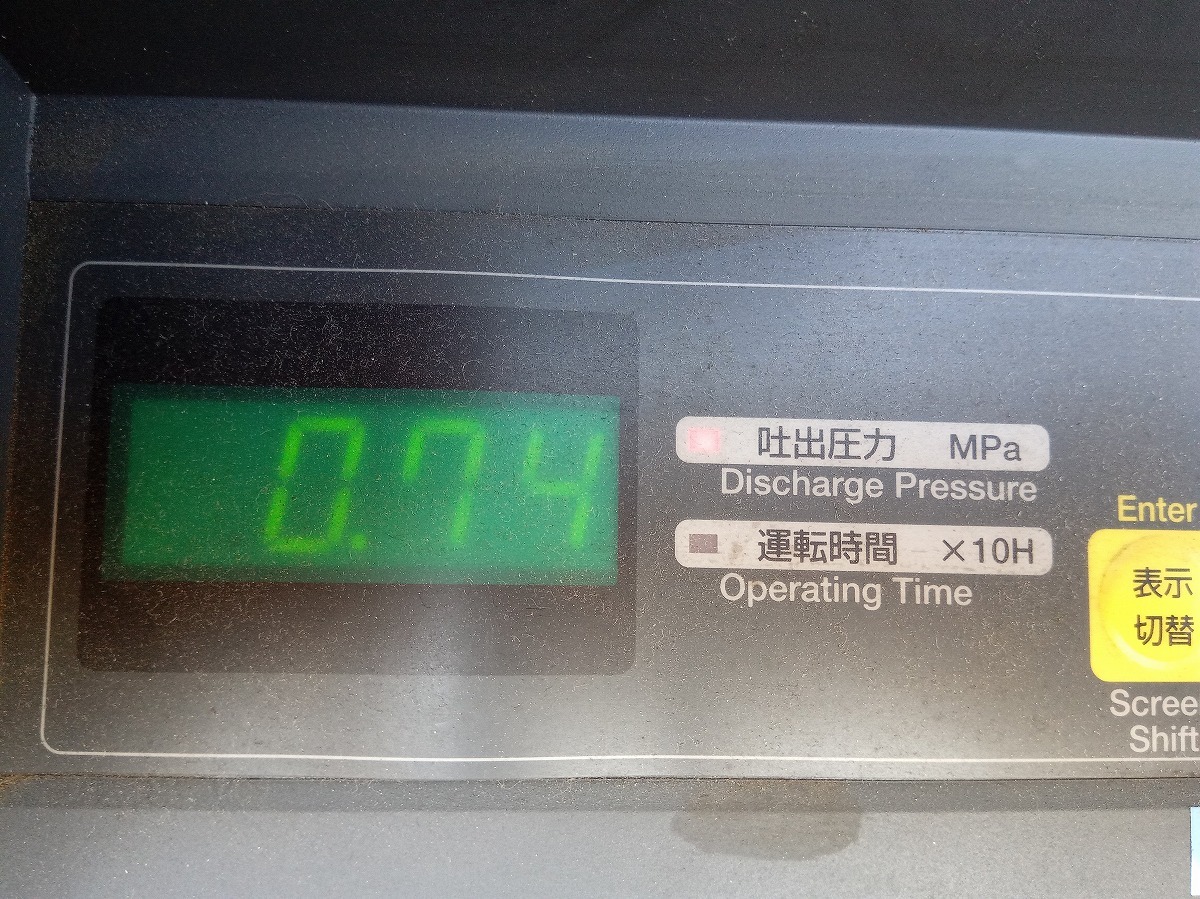 0.74
吐出圧力 MPa
Discharge Pressure
運転時間 ×10H
Operating Time
Enter
表示
切替
Scree
Shift